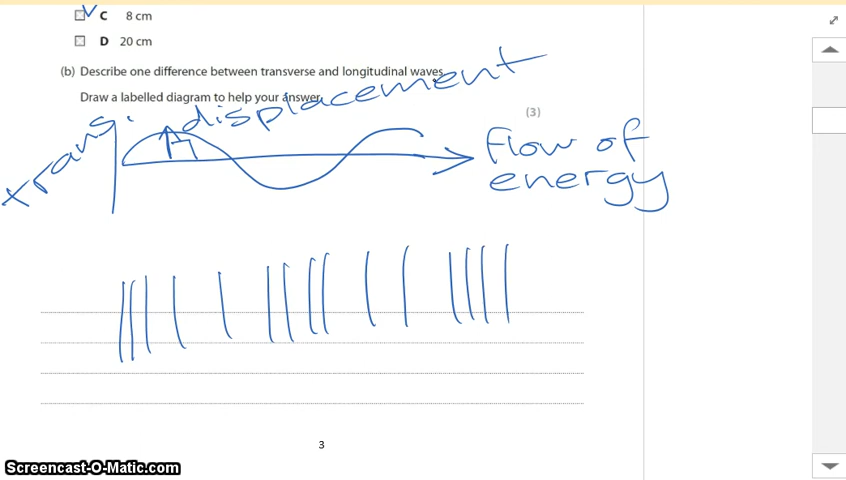 C 8 cm
D 20 cm
(b) Describe one difference between transverse and longitudinal waves.
Draw a labelled diagram to help your answer.
(3)
displacement
Flow of
energy
3
Screencast-O-Matic.com